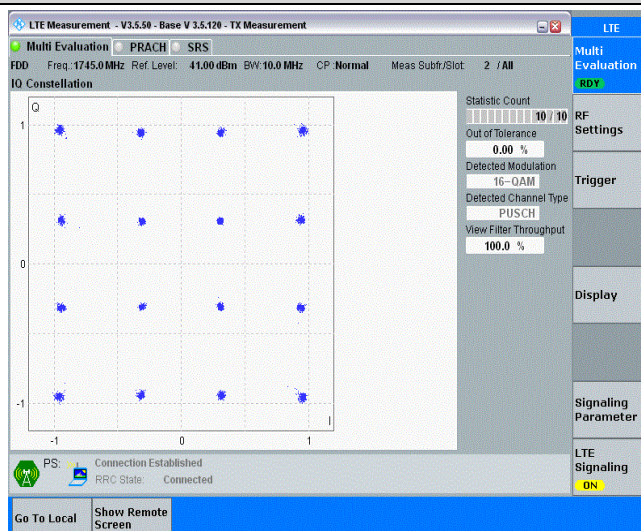 LTE Measurement - V3.5.50 - Base V 3.5.120 - TX Measurement
LTE
Multi Evaluation PRACH SRS
Multi
Evaluation
RDY
FDD Freq.:1745.0 MHz Ref. Level: 41.00 dBm BW:10.0 MHz CP :Normal Meas Subfr./Slot: 2 / All
IQ Constellation
Q
1
0
-1
-1 0 1
I
Statistic Count
10 / 10
Out of Tolerance
0.00 %
Detected Modulation
16-QAM
Detected Channel Type
PUSCH
View Filter Throughput
100.0 %
RF
Settings
Trigger
Display
Signaling
Parameter
LTE
Signaling
ON
PS: Connection Established
RRC State: Connected
Go To Local
Show Remote
Screen